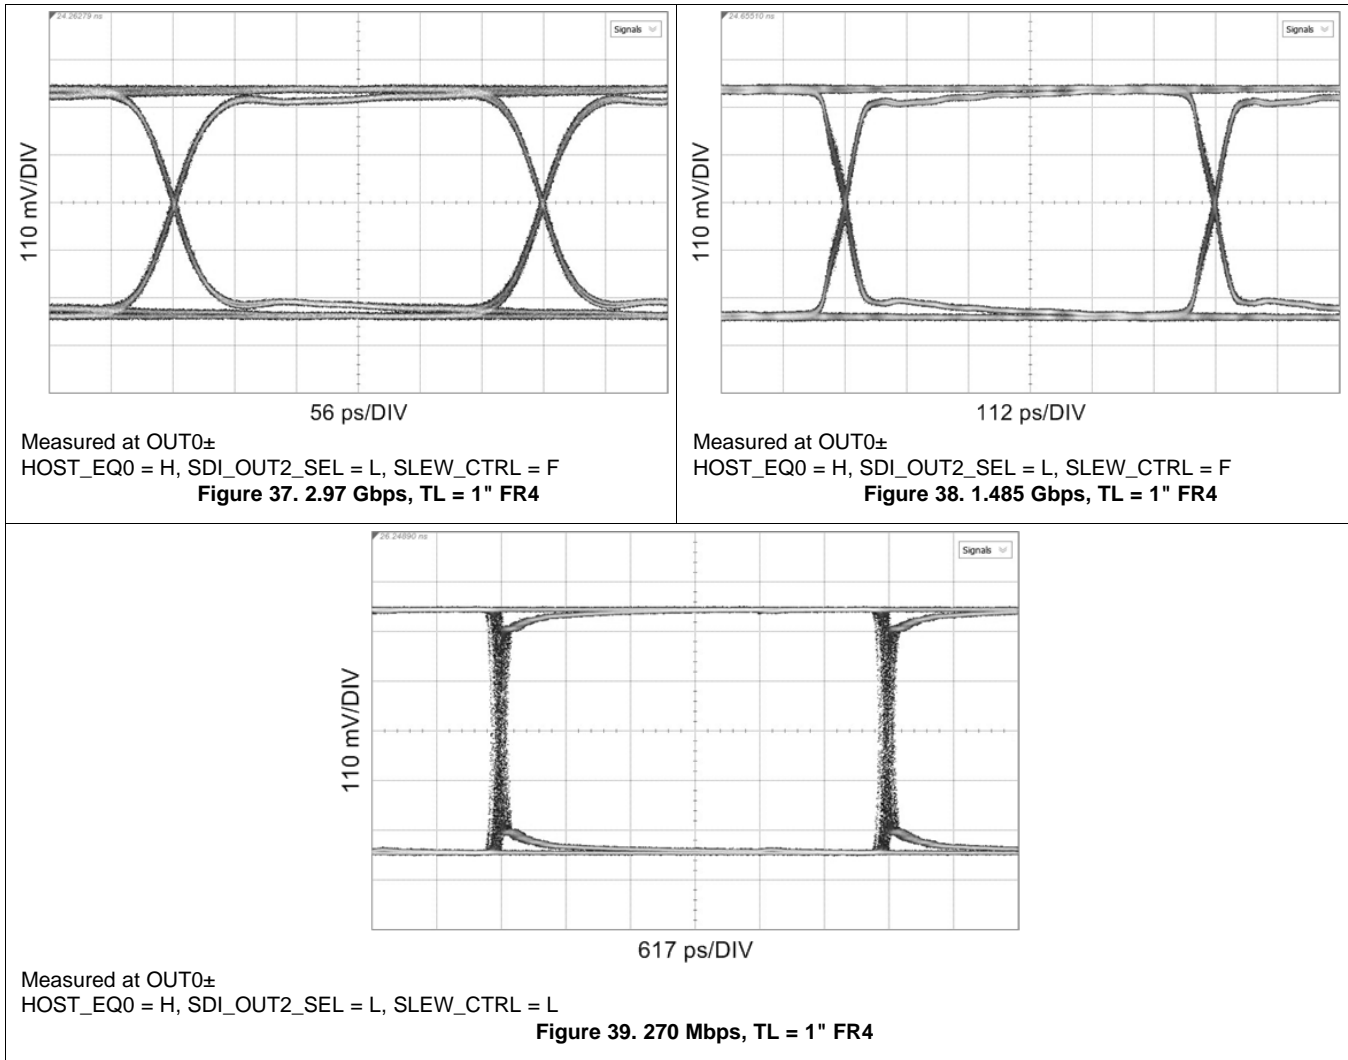 24.26279 ns
Signals
110 mV/DIV
56 ps/DIV
Measured at OUT0±
HOST_EQ0 = H, SDI_OUT2_SEL = L, SLEW_CTRL = F
Figure 37. 2.97 Gbps, TL = 1" FR4
24.65510 ns
Signals
110 mV/DIV
112 ps/DIV
Measured at OUT0±
HOST_EQ0 = H, SDI_OUT2_SEL = L, SLEW_CTRL = F
Figure 38. 1.485 Gbps, TL = 1" FR4
26.24890 ns
Signals
110 mV/DIV
617 ps/DIV
Measured at OUT0±
HOST_EQ0 = H, SDI_OUT2_SEL = L, SLEW_CTRL = L
Figure 39. 270 Mbps, TL = 1" FR4